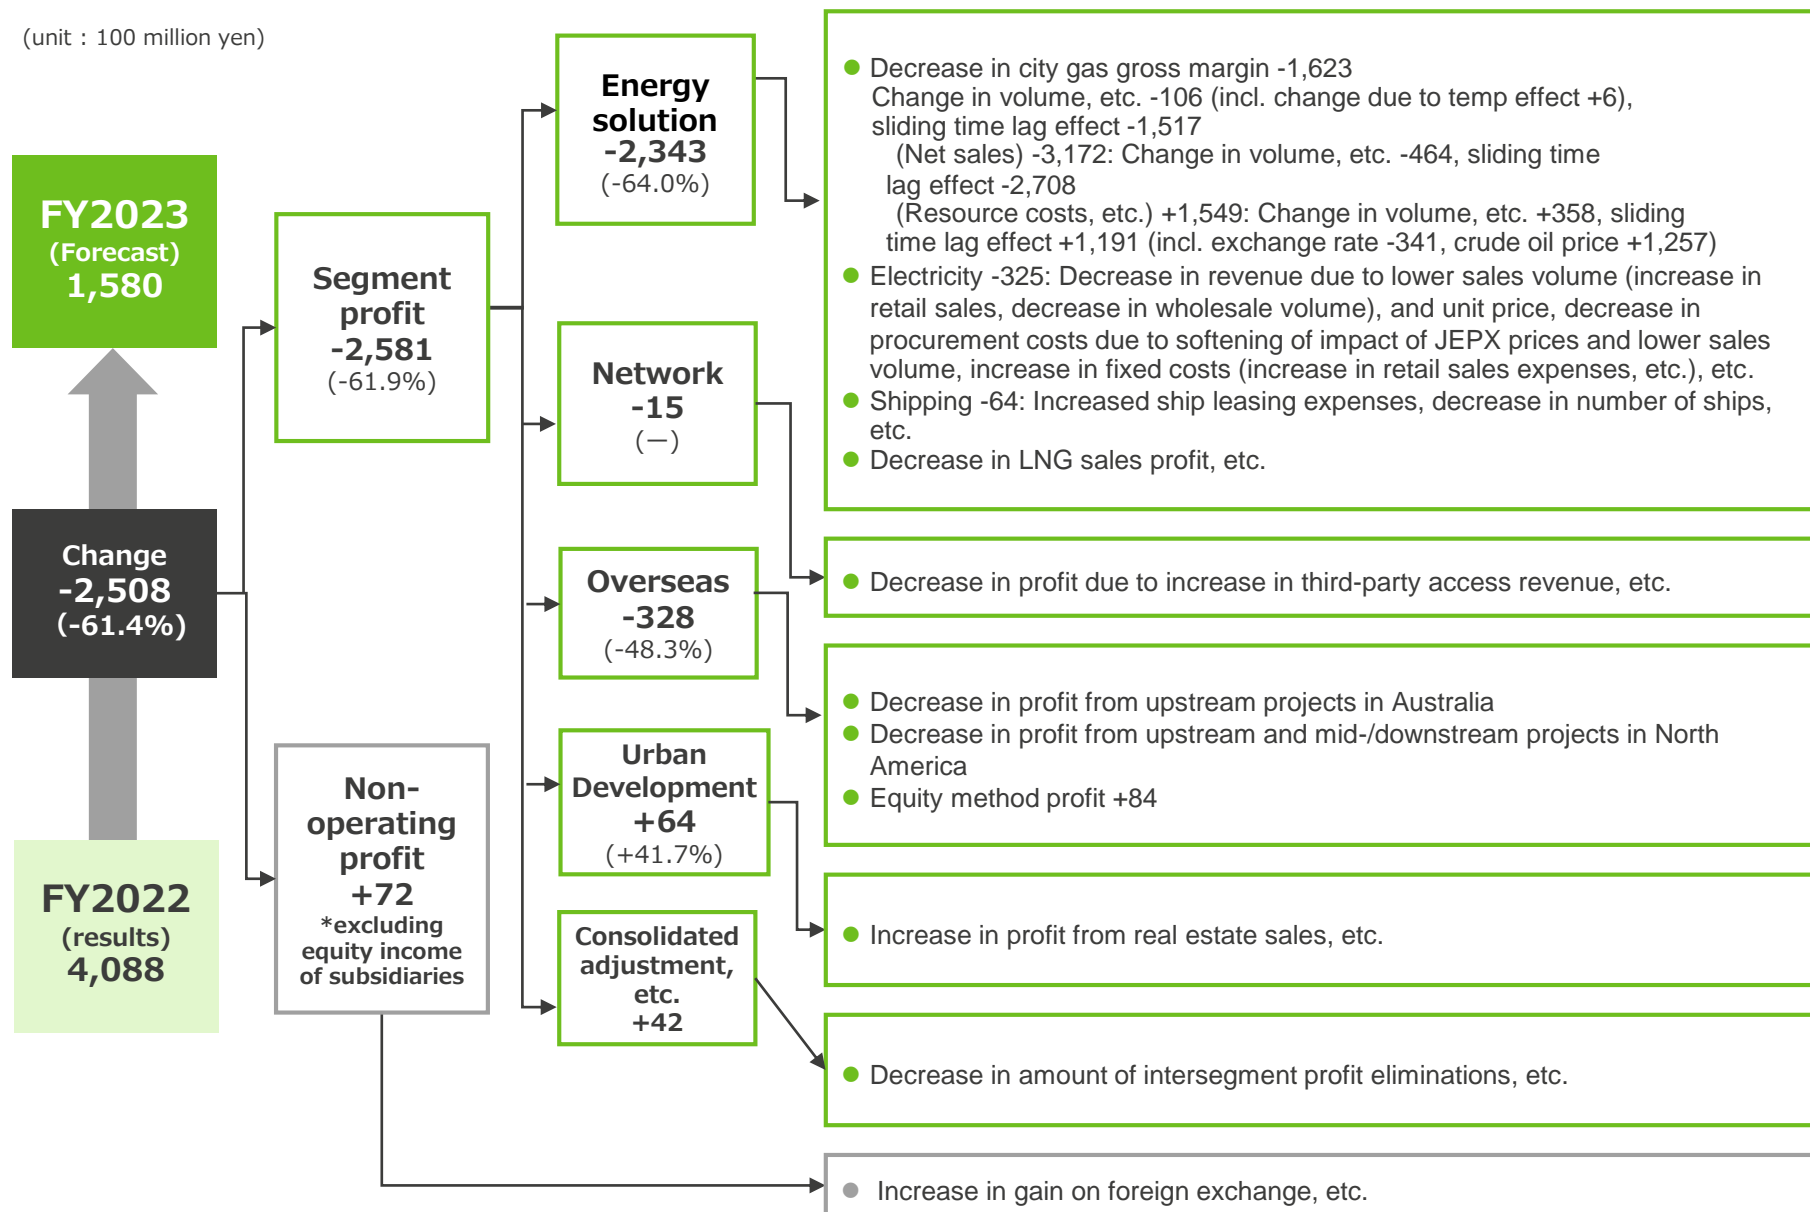 (unit : 100 million yen)
FY2023
(Forecast)
1,580
Change
-2,508
(-61.4%)
FY2022
(results)
4,088
Segment
profit
-2,581
(-61.9%)
Non-
operating
profit
+72
*excluding
equity income
of subsidiaries
Energy
solution
-2,343
(-64.0%)
Network
-15
(—)
Overseas
-328
(-48.3%)
Urban
Development
+64
(+41.7%)
Consolidated
adjustment,
etc.
+42
● Decrease in city gas gross margin -1,623
Change in volume, etc. -106 (incl. change due to temp effect +6),
sliding time lag effect -1,517
(Net sales) -3,172: Change in volume, etc. -464, sliding time
lag effect -2,708
(Resource costs, etc.) +1,549: Change in volume, etc. +358, sliding
time lag effect +1,191 (incl. exchange rate -341, crude oil price +1,257)
● Electricity -325: Decrease in revenue due to lower sales volume (increase in
retail sales, decrease in wholesale volume), and unit price, decrease in
procurement costs due to softening of impact of JEPX prices and lower sales
volume, increase in fixed costs (increase in retail sales expenses, etc.), etc.
● Shipping -64: Increased ship leasing expenses, decrease in number of ships,
etc.
● Decrease in LNG sales profit, etc.
● Decrease in profit due to increase in third-party access revenue, etc.
● Decrease in profit from upstream projects in Australia
● Decrease in profit from upstream and mid-/downstream projects in North
America
● Equity method profit +84
● Increase in profit from real estate sales, etc.
● Decrease in amount of intersegment profit eliminations, etc.
● Increase in gain on foreign exchange, etc.